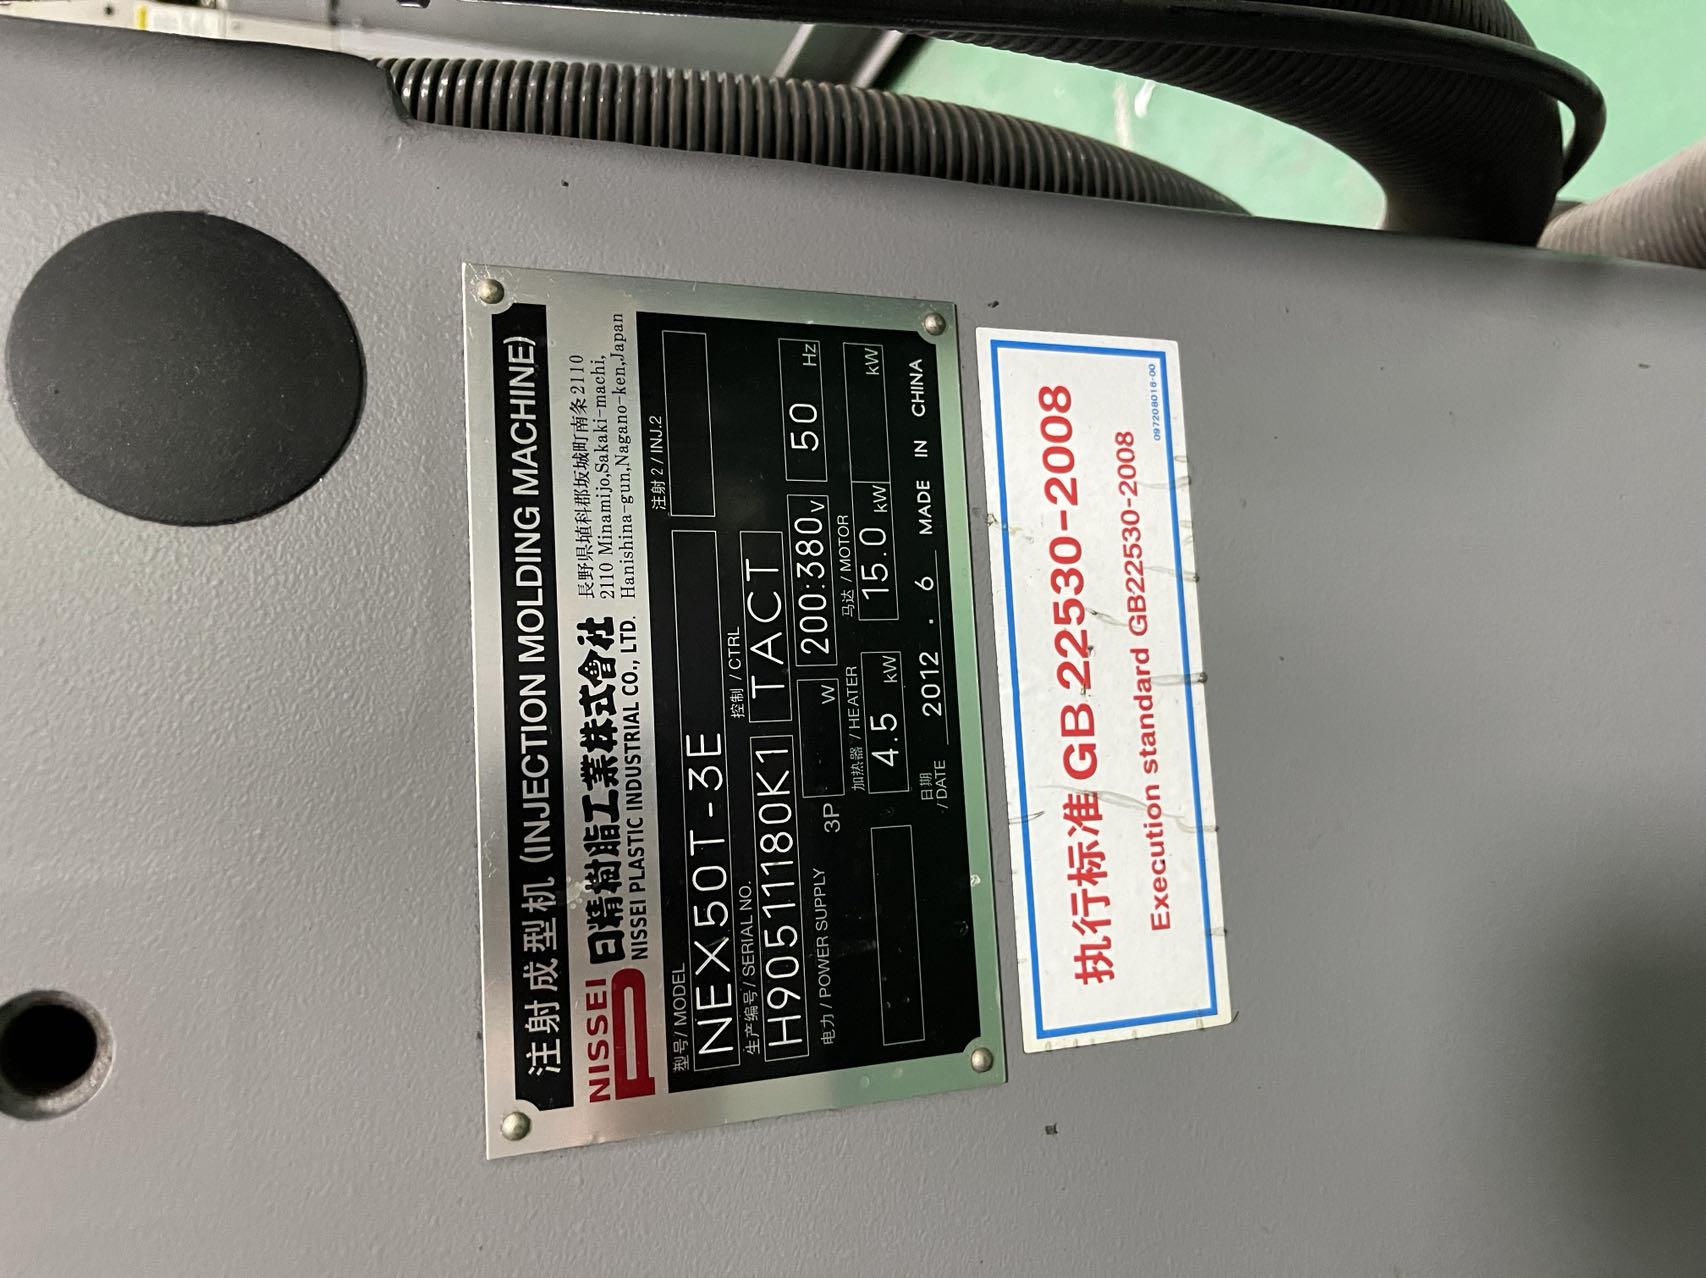 注射成型机 (INJECTION MOLDING MACHINE)
NISSEI
日精樹脂工業株式會社
NISSEI PLASTIC INDUSTRIAL CO., LTD.
長野県埴科郡坂城町南条2110
2110 Minamijo,Sakaki-machi,
Hanishina-gun,Nagano-ken,Japan
型号/ MODEL
注射 2 / INJ.2
NEX50T-3E
生产编号/ SERIAL NO.
控制 / CTRL
H90511180K1
TACT
电力 / POWER SUPPLY
3P
W
200:380V
50 Hz
加热器 / HEATER
马达 / MOTOR
4.5 kW
15.0 kW
kW
日期
/ DATE
2012 . 6
MADE IN CHINA
执行标准 GB 22530-2008
Execution standard GB22530-2008
097208016-00